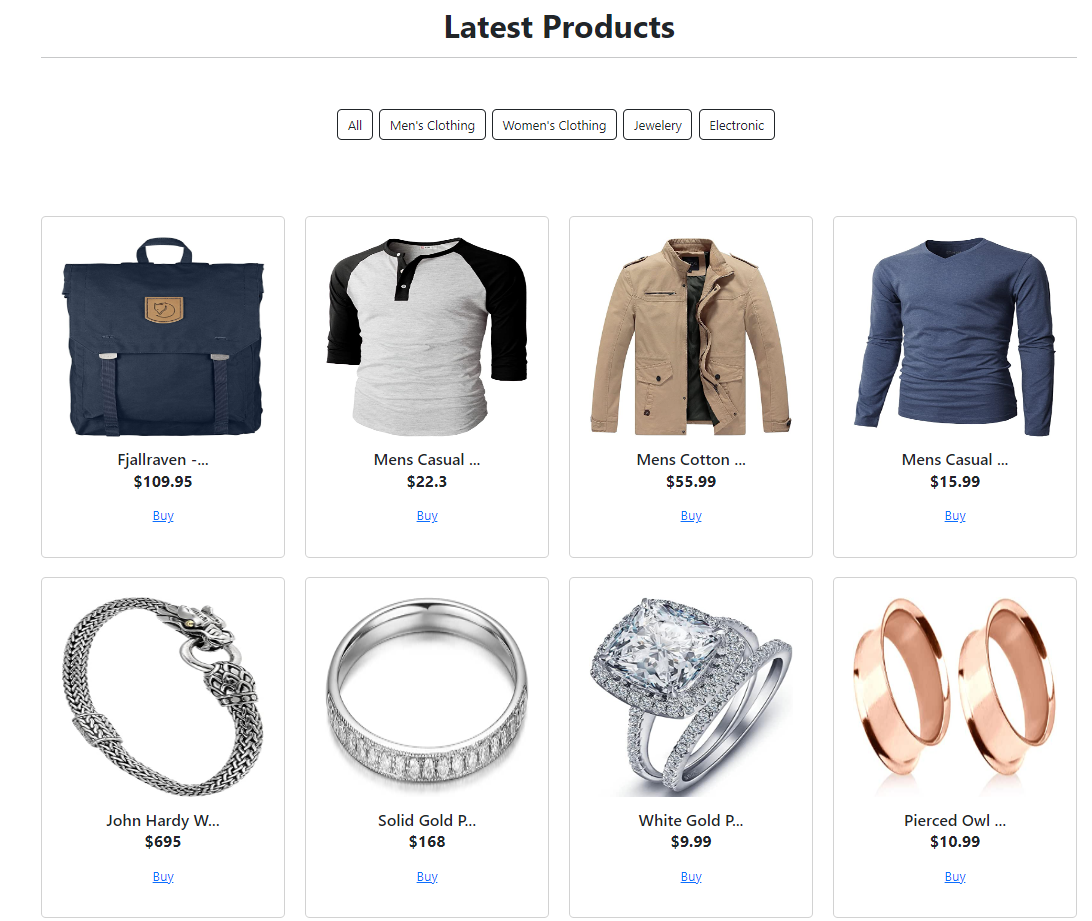 Latest Products
All Men's Clothing Women's Clothing Jewelery Electronic
Fjallraven -... Mens Casual ... Mens Cotton ... Mens Casual ...
$109.95 $22.3 $55.99 $15.99
Buy Buy Buy Buy
John Hardy W... Solid Gold P... White Gold P... Pierced Owl ...
$695 $168 $9.99 $10.99
Buy Buy Buy Buy